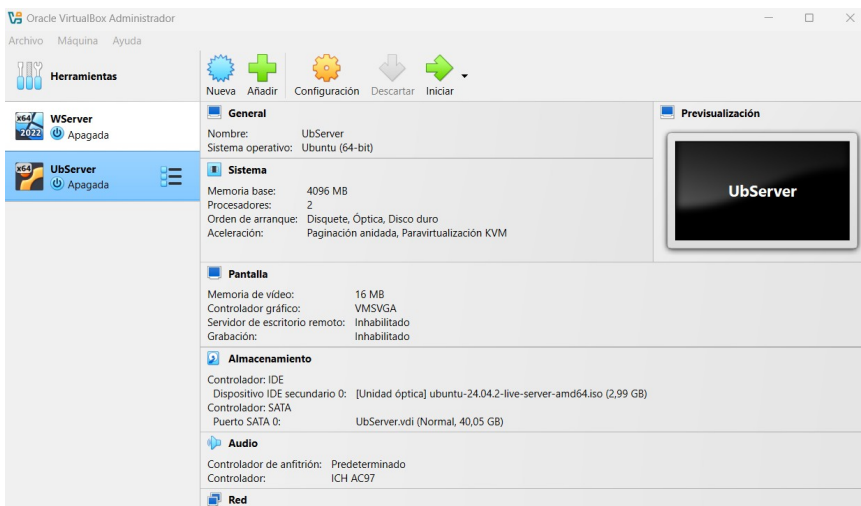 Oracle VirtualBox Administrador
Archivo Máquina Ayuda
Herramientas
Nueva Añadir Configuración Descartar Iniciar
x64 2022 WServer
Apagada
x64 UbServer
Apagada
General
Nombre: UbServer
Sistema operativo: Ubuntu (64-bit)
Previsualización
UbServer
Sistema
Memoria base: 4096 MB
Procesadores: 2
Orden de arranque: Disquete, Óptica, Disco duro
Aceleración: Paginación anidada, Paravirtualización KVM
Pantalla
Memoria de vídeo: 16 MB
Controlador gráfico: VMSVGA
Servidor de escritorio remoto: Inhabilitado
Grabación: Inhabilitado
Almacenamiento
Controlador: IDE
Dispositivo IDE secundario 0: [Unidad óptica] ubuntu-24.04.2-live-server-amd64.iso (2,99 GB)
Controlador: SATA
Puerto SATA 0: UbServer.vdi (Normal, 40,05 GB)
Audio
Controlador de anfitrión: Predeterminado
Controlador: ICH AC97
Red